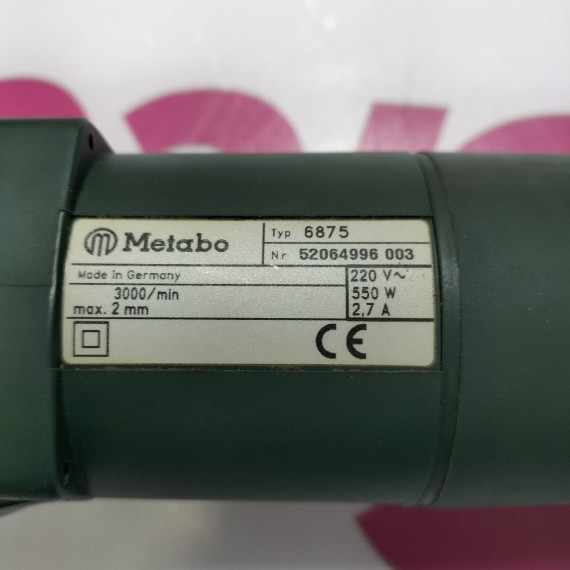 Metabo
Typ 6875
Nr 52064996 003
Made in Germany
220 V~
3000/min
550 W
max. 2 mm
2,7 A
CE